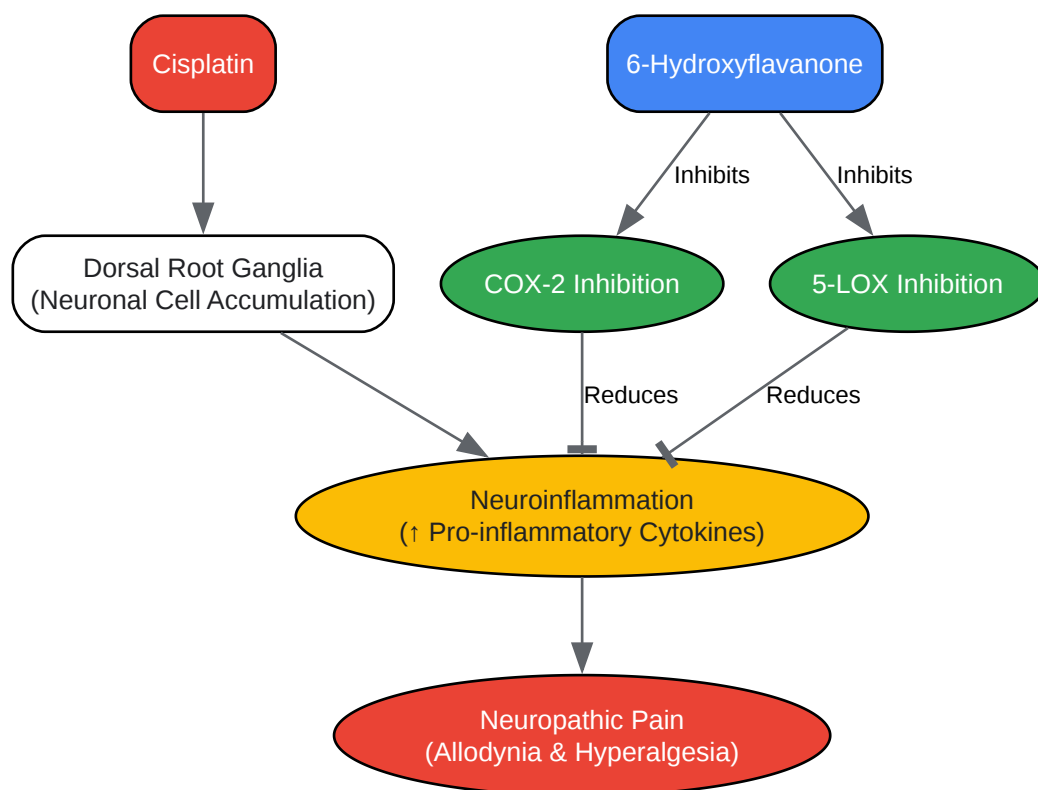 Cisplatin
6-Hydroxyflavanone
Inhibits
Inhibits
Dorsal Root Ganglia
(Neuronal Cell Accumulation)
COX-2 Inhibition
5-LOX Inhibition
Reduces
Reduces
Neuroinflammation
(↑ Pro-inflammatory Cytokines)
Neuropathic Pain
(Allodynia & Hyperalgesia)